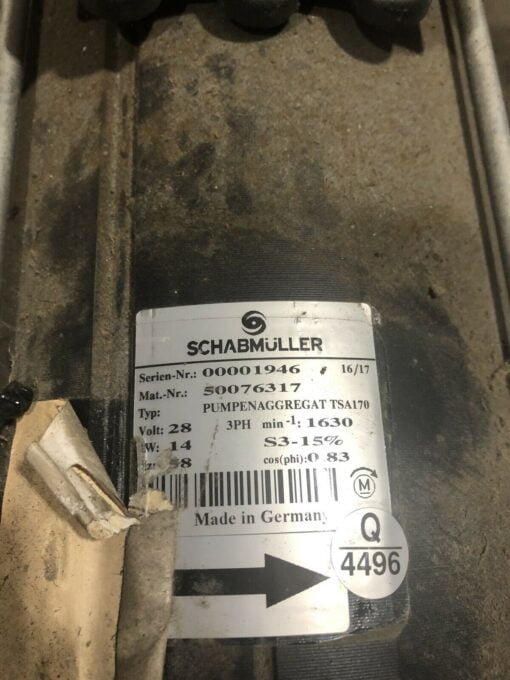 SCHABMÜLLER
Serien-Nr.: 00001946 16/17
Mat.-Nr.: 50076317
Typ: PUMPENAGGREGAT TSA170
Volt: 28 3PH min⁻¹: 1630
W: 14 S3-15%
z: 58 cos(phi):0 83
M
Made in Germany
Q
4496